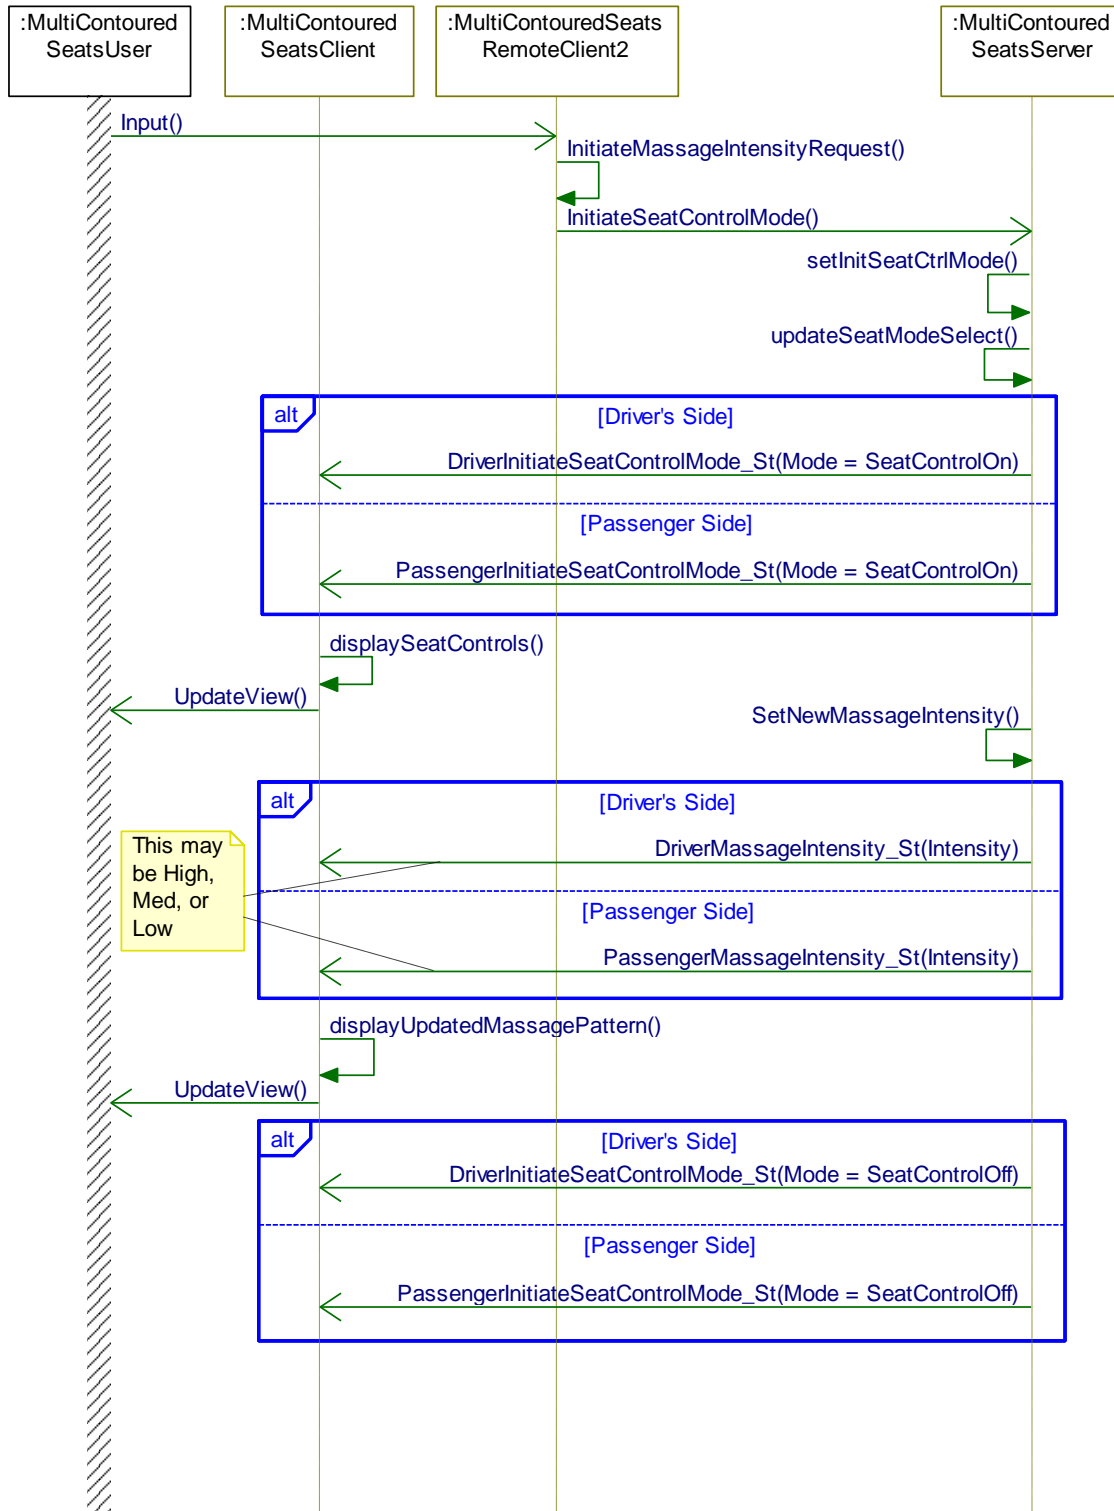 :MultiContoured
SeatsUser
:MultiContoured
SeatsClient
:MultiContouredSeats
RemoteClient2
:MultiContoured
SeatsServer
Input()
InitiateMassageIntensityRequest()
InitiateSeatControlMode()
setInitSeatCtrlMode()
updateSeatModeSelect()
alt
[Driver's Side]
DriverInitiateSeatControlMode_St(Mode = SeatControlOn)
[Passenger Side]
PassengerInitiateSeatControlMode_St(Mode = SeatControlOn)
displaySeatControls()
UpdateView()
SetNewMassageIntensity()
alt
[Driver's Side]
This may
be High,
Med, or
Low
DriverMassageIntensity_St(Intensity)
[Passenger Side]
PassengerMassageIntensity_St(Intensity)
displayUpdatedMassagePattern()
UpdateView()
alt
[Driver's Side]
DriverInitiateSeatControlMode_St(Mode = SeatControlOff)
[Passenger Side]
PassengerInitiateSeatControlMode_St(Mode = SeatControlOff)